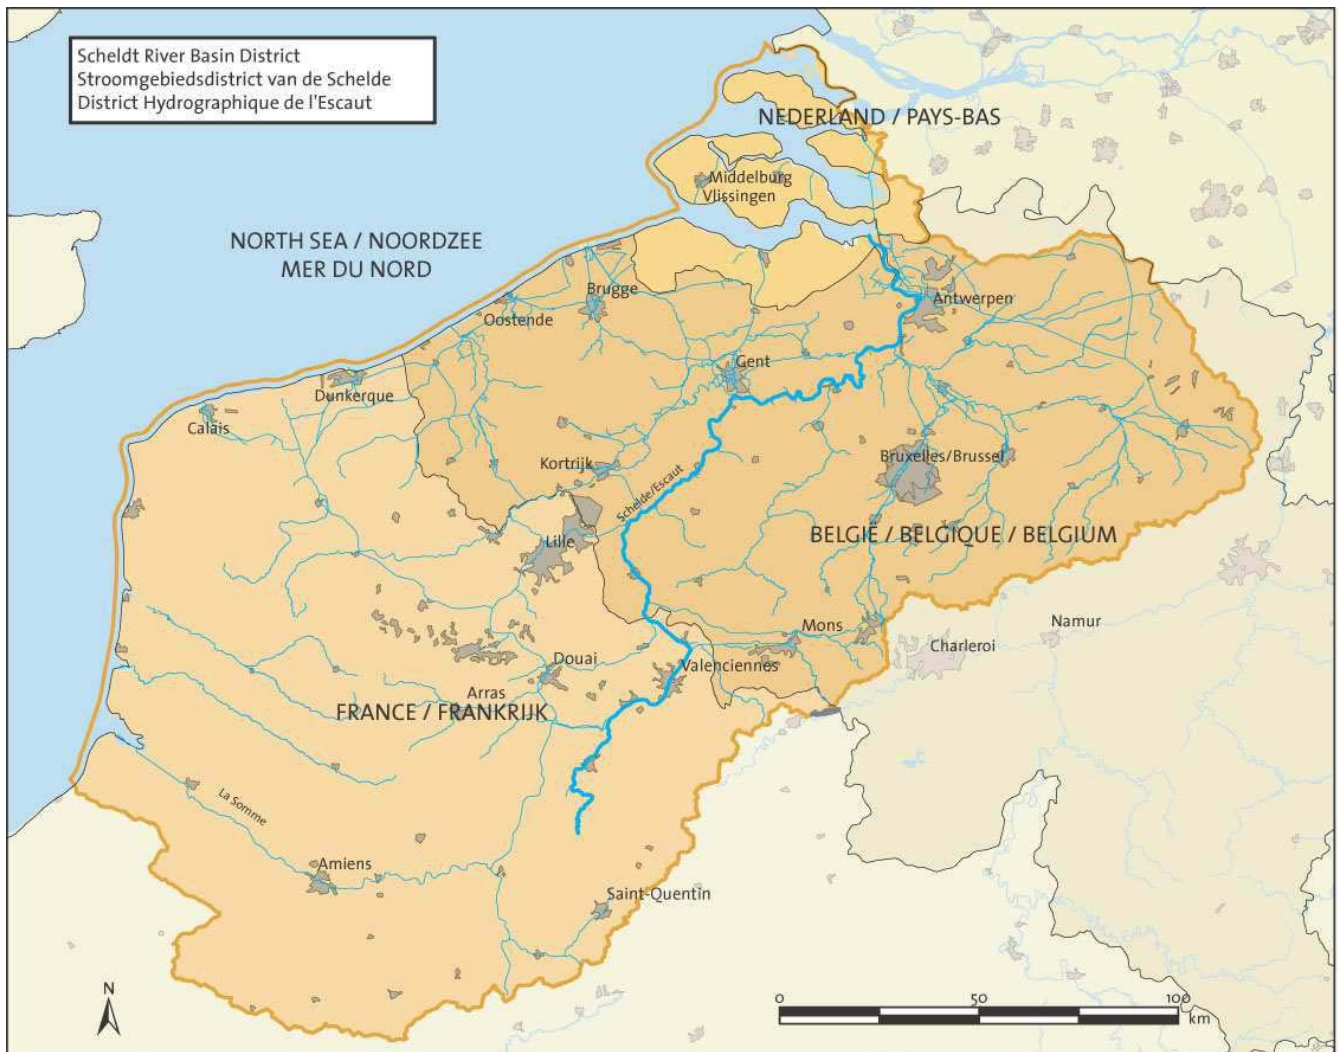 Scheldt River Basin District
Stroomgebiedsdistrict van de Schelde
District Hydrographique de l'Escaut
NEDERLAND / PAYS-BAS
Middelburg
Vlissingen
NORTH SEA / NOORDZEE
MER DU NORD
Brugge
Antwerpen
Oostende
Gent
Dunkerque
Calais
Bruxelles/Brussel
Kortrijk
Schelde/Escaut
Lille
BELGIË / BELGIQUE / BELGIUM
Mons
Namur
Charleroi
Douai
Valenciennes
Arras
FRANCE / FRANKRIJK
La Somme
Amiens
Saint-Quentin
N
0 50 100
km